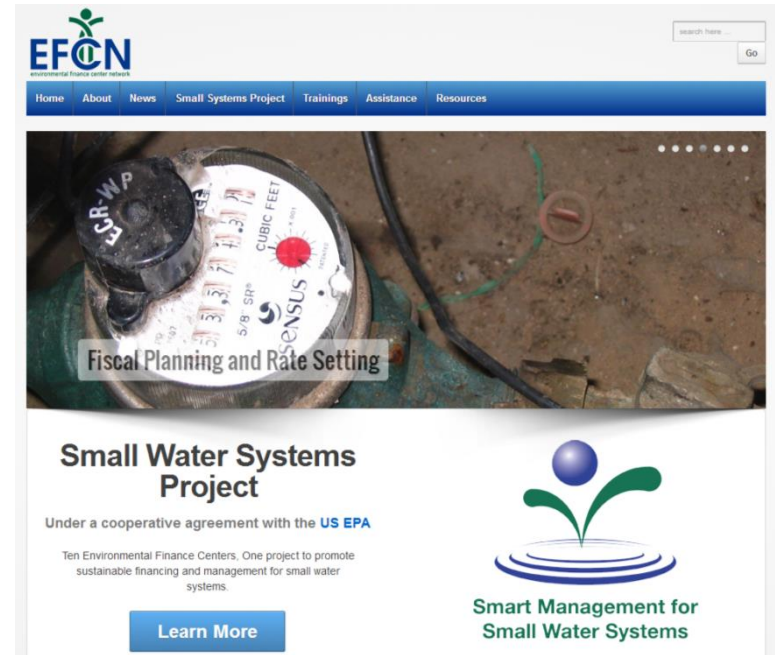 EFCN
environmental finance center network
search here ...
Go
Home About News Small Systems Project Trainings Assistance Resources
ECR-WP
CUBIC FEET
5/8" SR®
SENSUS
Fiscal Planning and Rate Setting
Small Water Systems
Project
Under a cooperative agreement with the US EPA
Ten Environmental Finance Centers, One project to promote
sustainable financing and management for small water
systems.
Learn More
Smart Management for
Small Water Systems